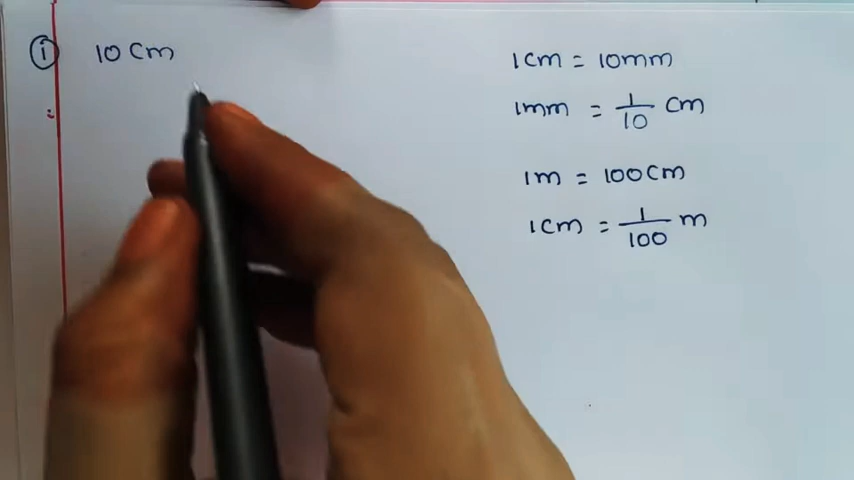 (i) 10 cm
1cm = 10mm
1mm = 1/10 cm
1m = 100cm
1cm = 1/100 m